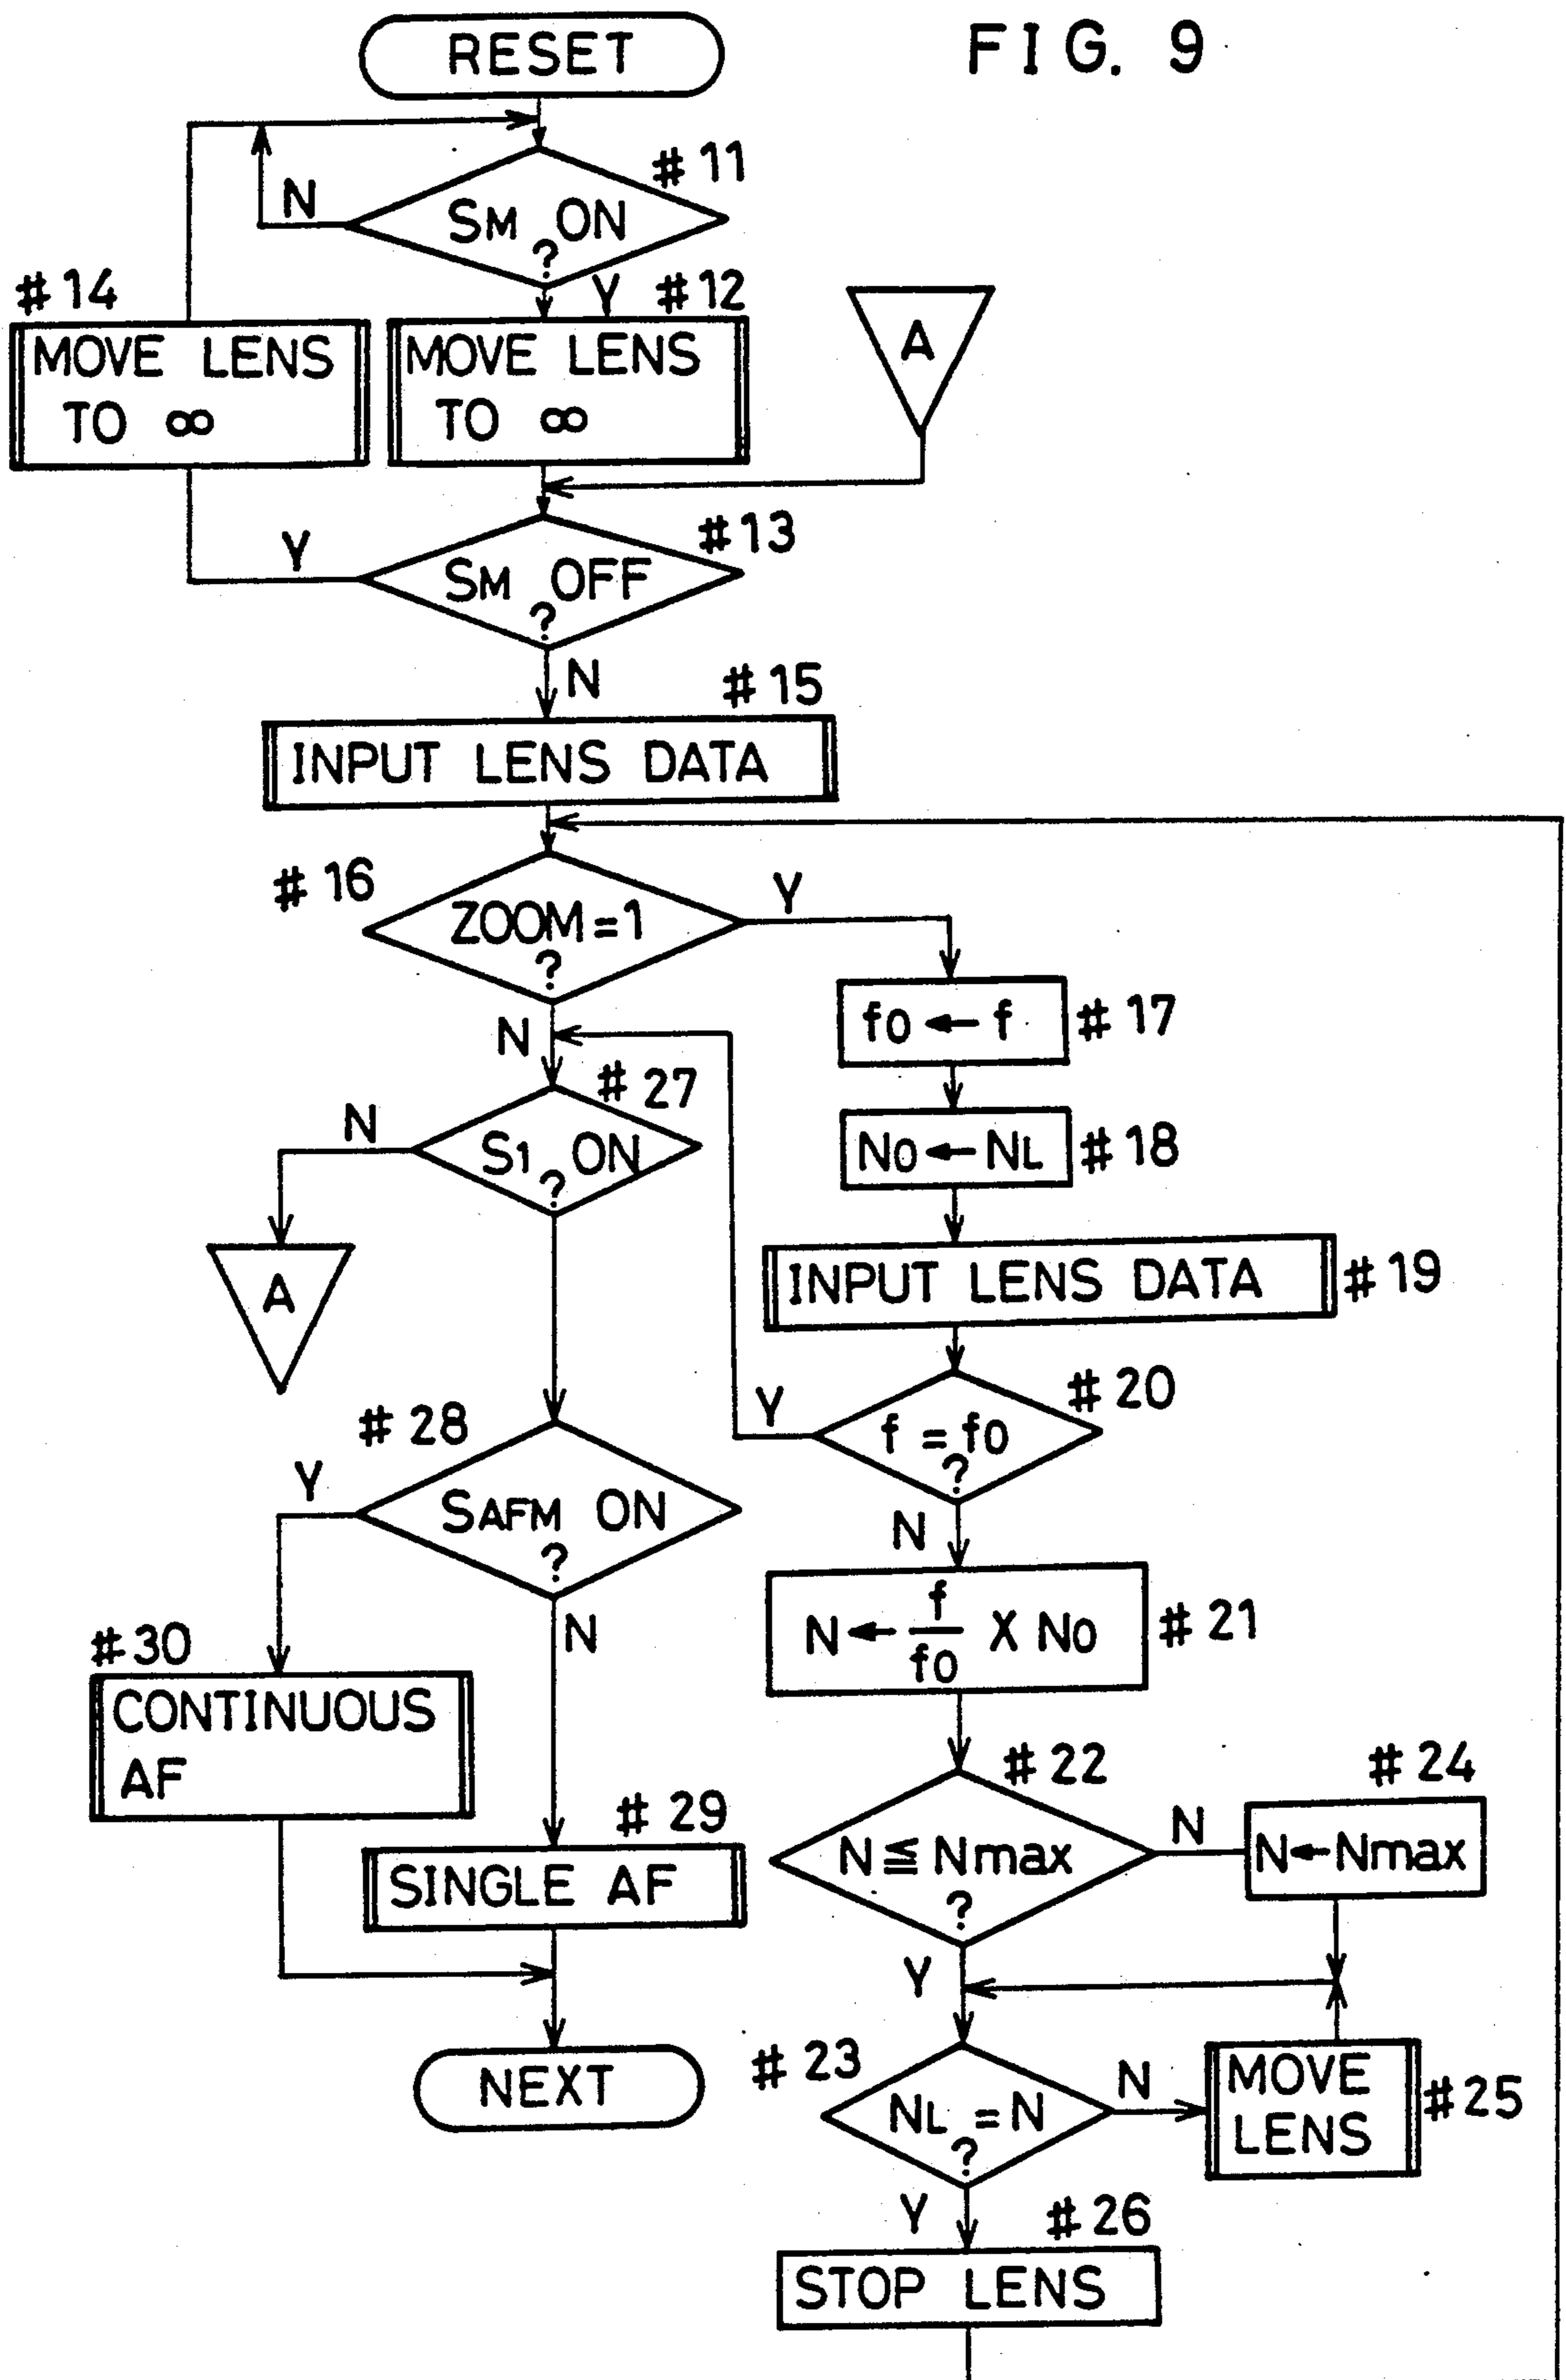 RESET
FIG. 9
#11
N
SM ON
?
#14
Y
#12
MOVE LENS
TO ∞
MOVE LENS
TO ∞
A
#13
Y
SM OFF
?
N
#15
INPUT LENS DATA
#16
Y
ZOOM=1
?
f0 ← f
#17
N
#27
N
S1 ON
?
N0 ← NL
#18
A
INPUT LENS DATA
#19
#20
#28
Y
f = f0
?
Y
SAFM ON
?
N
N ← f/f0 X N0
#21
#30
N
CONTINUOUS
AF
#22
#24
#29
N
N ≦ Nmax
?
N←Nmax
SINGLE AF
Y
#23
N
MOVE
LENS
#25
NEXT
NL = N
?
Y
#26
STOP LENS